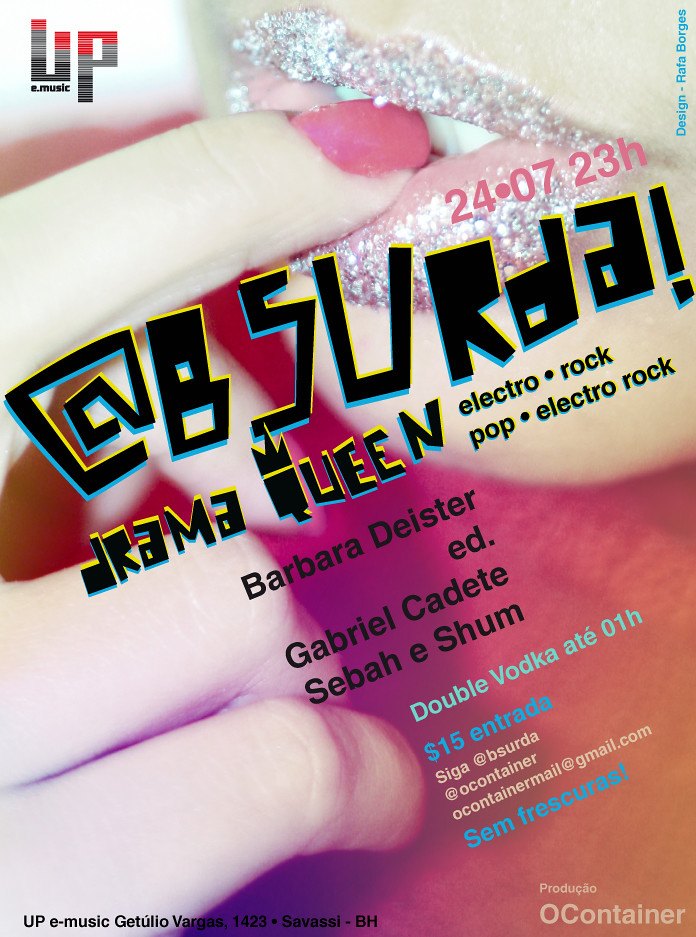 UP
e.music
Design - Rafa Borges
24•07 23h
@BSURda!
dRaMa QUEEN
electro • rock
pop • electro rock
Barbara Deister
ed.
Gabriel Cadete
Sebah e Shum
Double Vodka até 01h
$15 entrada
Siga @bsurda
@ocontainer
ocontainermail@gmail.com
Sem frescuras!
Produção
OContainer
UP e-music Getúlio Vargas, 1423 • Savassi - BH